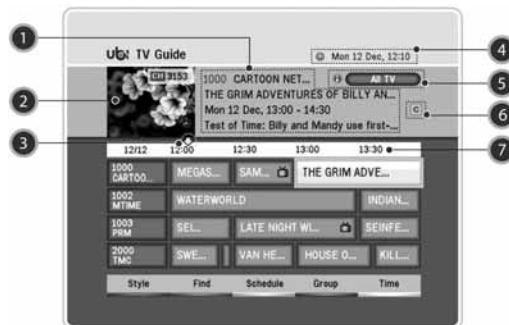 1
ubi TV Guide
Mon 12 Dec, 12:10
4
CH 3153
1000 CARTOON NET...
All TV
5
2
THE GRIM ADVENTURES OF BILLY AN...
Mon 12 Dec, 13:00 - 14:30
C
6
Test of Time: Billy and Mandy use first-...
3
12/12 12:00 12:30 13:00 13:30
7
1000 CARTOO... MEGAS... SAM... THE GRIM ADVE...
1002 MTIME WATERWORLD INDIAN...
1003 PRM SEI... LATE NIGHT WI... SEINFE...
2000 TMC SWE... VAN HE... HOUSE O... KILL...
Style Find Schedule Group Time